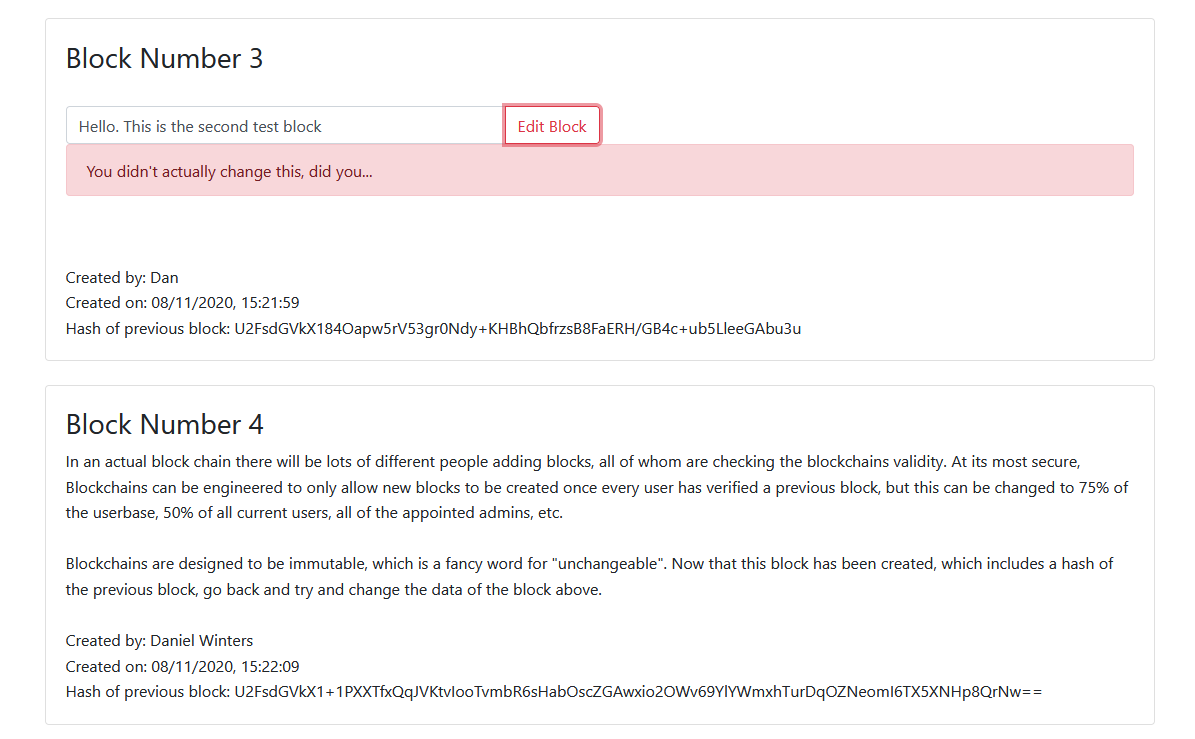 Block Number 3
Hello. This is the second test block
Edit Block
You didn't actually change this, did you...
Created by: Dan
Created on: 08/11/2020, 15:21:59
Hash of previous block: U2FsdGVkX184Oapw5rV53gr0Ndy+KHBhQbfrzsB8FaERH/GB4c+ub5LleeGAbu3u
Block Number 4
In an actual block chain there will be lots of different people adding blocks, all of whom are checking the blockchains validity. At its most secure,
Blockchains can be engineered to only allow new blocks to be created once every user has verified a previous block, but this can be changed to 75% of
the userbase, 50% of all current users, all of the appointed admins, etc.
Blockchains are designed to be immutable, which is a fancy word for "unchangeable". Now that this block has been created, which includes a hash of
the previous block, go back and try and change the data of the block above.
Created by: Daniel Winters
Created on: 08/11/2020, 15:22:09
Hash of previous block: U2FsdGVkX1+1PXXTfxQqJVKtvIooTvmbR6sHabOscZGAwxio2OWv69YlYWmxhTurDqOZNeomI6TX5XNHp8QrNw==